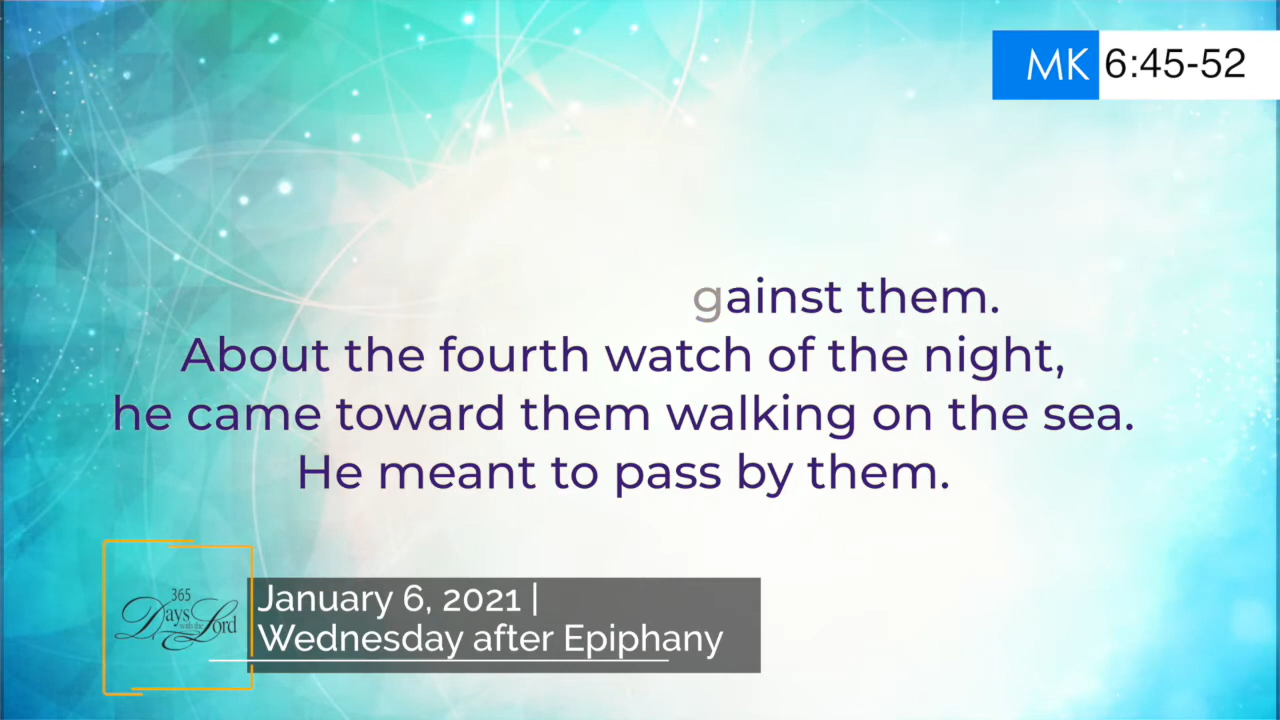 MK 6:45-52
gainst them.
About the fourth watch of the night,
he came toward them walking on the sea.
He meant to pass by them.
365
Days with the Lord
January 6, 2021 |
Wednesday after Epiphany